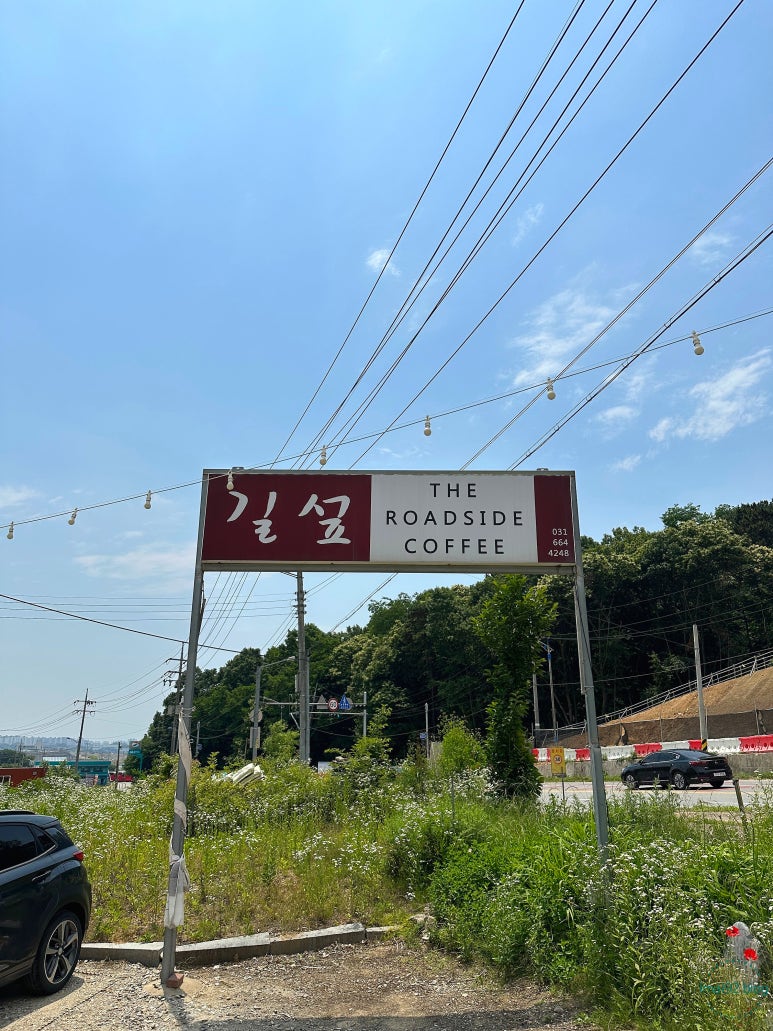 길섶
THE
ROADSIDE
COFFEE
031
664
4248